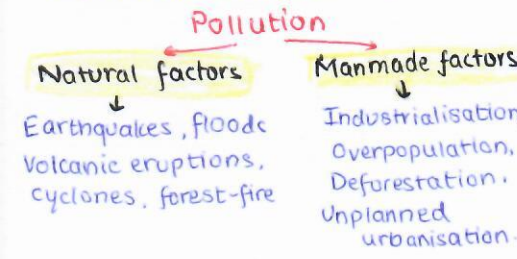 Pollution
Natural factors
Earthquakes, floods
Volcanic eruptions,
cyclones, forest-fire
Manmade factors
Industrialisation
Overpopulation,
Deforestation.
Unplanned
urbanisation.